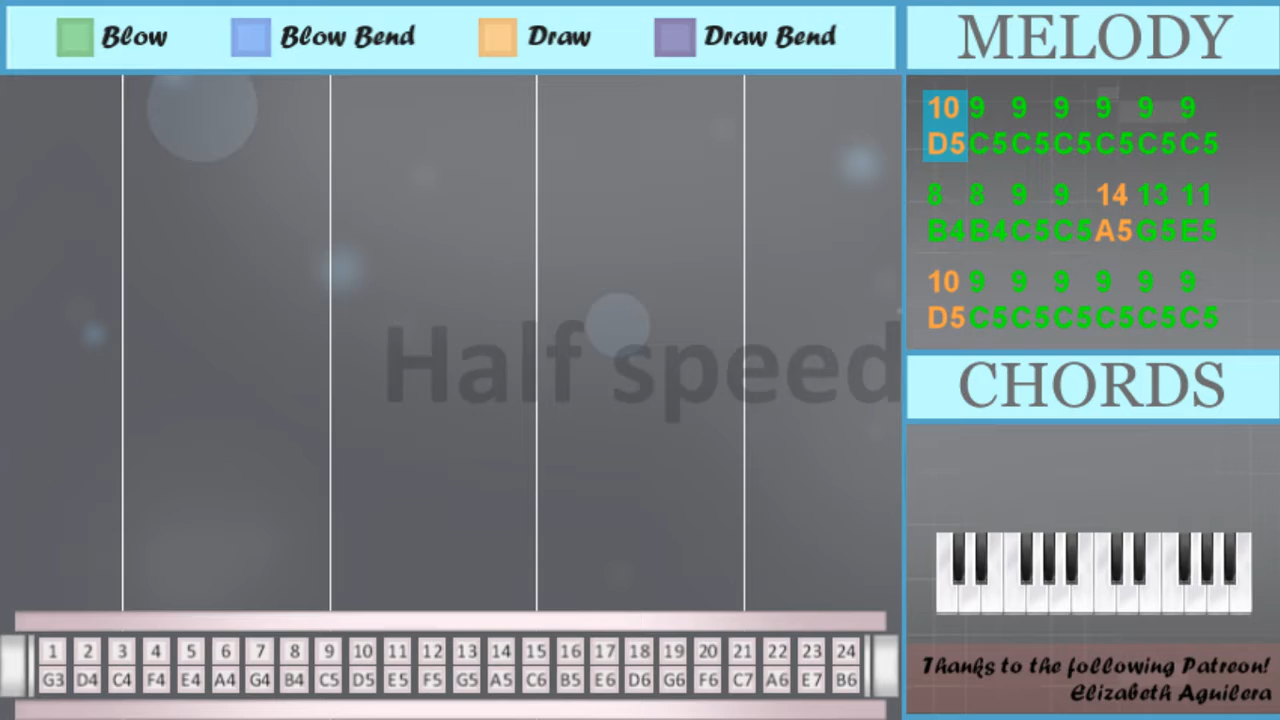 Blow Blow Bend Draw Draw Bend
MELODY
10 9 9 9 9 9 9
D5 C5 C5 C5 C5 C5 C5
8 8 9 9 14 13 11
B4 B4 C5 C5 A5 G5 E5
10 9 9 9 9 9 9
D5 C5 C5 C5 C5 C5 C5
Half speed
CHORDS
1 2 3 4 5 6 7 8 9 10 11 12 13 14 15 16 17 18 19 20 21 22 23 24
G3 D4 C4 F4 E4 A4 G4 B4 C5 D5 E5 F5 G5 A5 C6 B5 E6 D6 G6 F6 C7 A6 E7 B6
Thanks to the following Patreon!
Elizabeth Aguilera